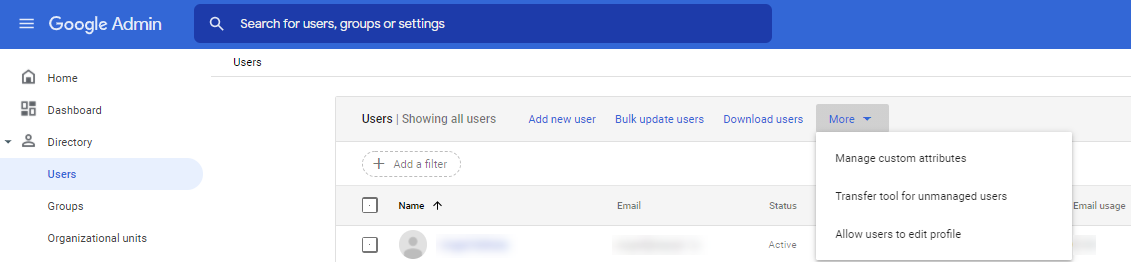 Google Admin
Search for users, groups or settings
Users
Home
Dashboard
Directory
Users
Groups
Organizational units
Users | Showing all users
Add new user
Bulk update users
Download users
More
Manage custom attributes
Transfer tool for unmanaged users
Allow users to edit profile
Add a filter
Name
Email
Status
Email usage
Active